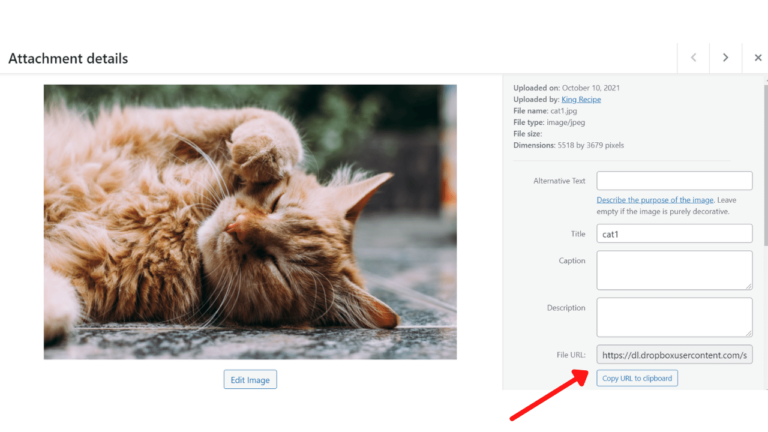 Attachment details
Uploaded on: October 10, 2021
Uploaded by: King Recipe
File name: cat1.jpg
File type: image/jpeg
File size:
Dimensions: 5518 by 3679 pixels
Alternative Text
Describe the purpose of the image. Leave
empty if the image is purely decorative.
Title cat1
Caption
Description
File URL: https://dl.dropboxusercontent.com/s
Copy URL to clipboard
Edit Image